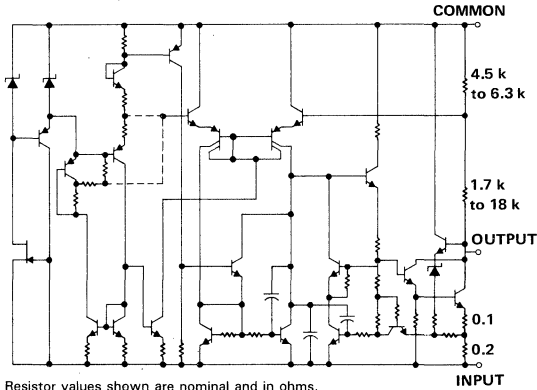 COMMON
4.5 k
to 6.3 k
1.7 k
to 18 k
OUTPUT
0.1
0.2
INPUT
Resistor values shown are nominal and in ohms.